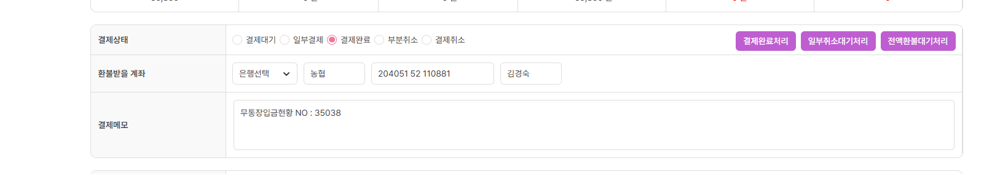 결제상태 결제대기 일부결제 결제완료 부분취소 결제취소 결제완료처리 일부취소대기처리 전액환불대기처리
환불받을 계좌 은행선택 농협 204051 52 110881 김경숙
결제메모 무통장입금현황 NO : 35038